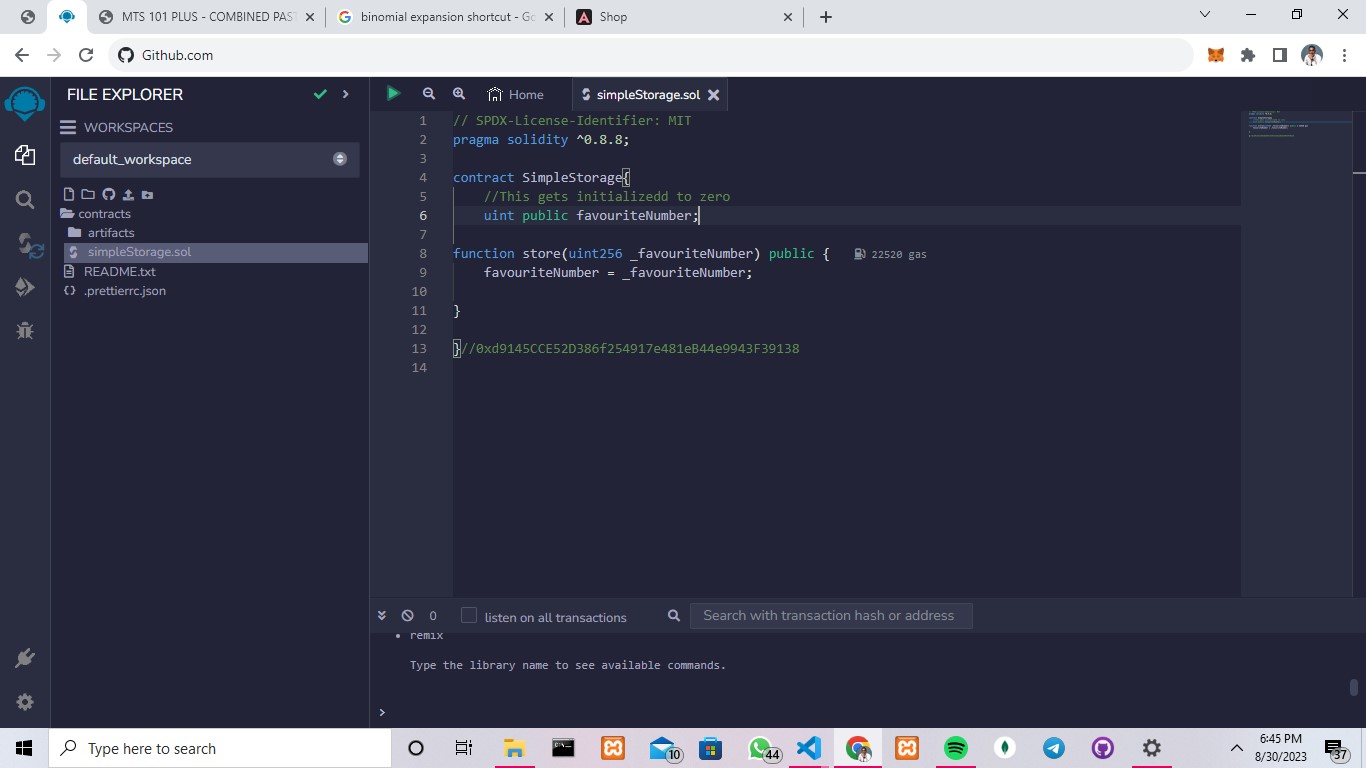 MTS 101 PLUS - COMBINED PAS
binomial expansion shortcut - Go
Shop
Github.com
FILE EXPLORER
WORKSPACES
default_workspace
contracts
artifacts
simpleStorage.sol
README.txt
.prettierrc.json
Home
simpleStorage.sol
1 // SPDX-License-Identifier: MIT
2 pragma solidity ^0.8.8;
3
4 contract SimpleStorage{
5 //This gets initializedd to zero
6 uint public favouriteNumber;
7
8 function store(uint256 _favouriteNumber) public { 22520 gas
9 favouriteNumber = _favouriteNumber;
10
11 }
12
13 }//0xd9145CCE52D386f254917e481eB44e9943F39138
14
0 listen on all transactions Search with transaction hash or address
remix
Type the library name to see available commands.
>
Type here to search
10
44
6:45 PM
8/30/2023
37